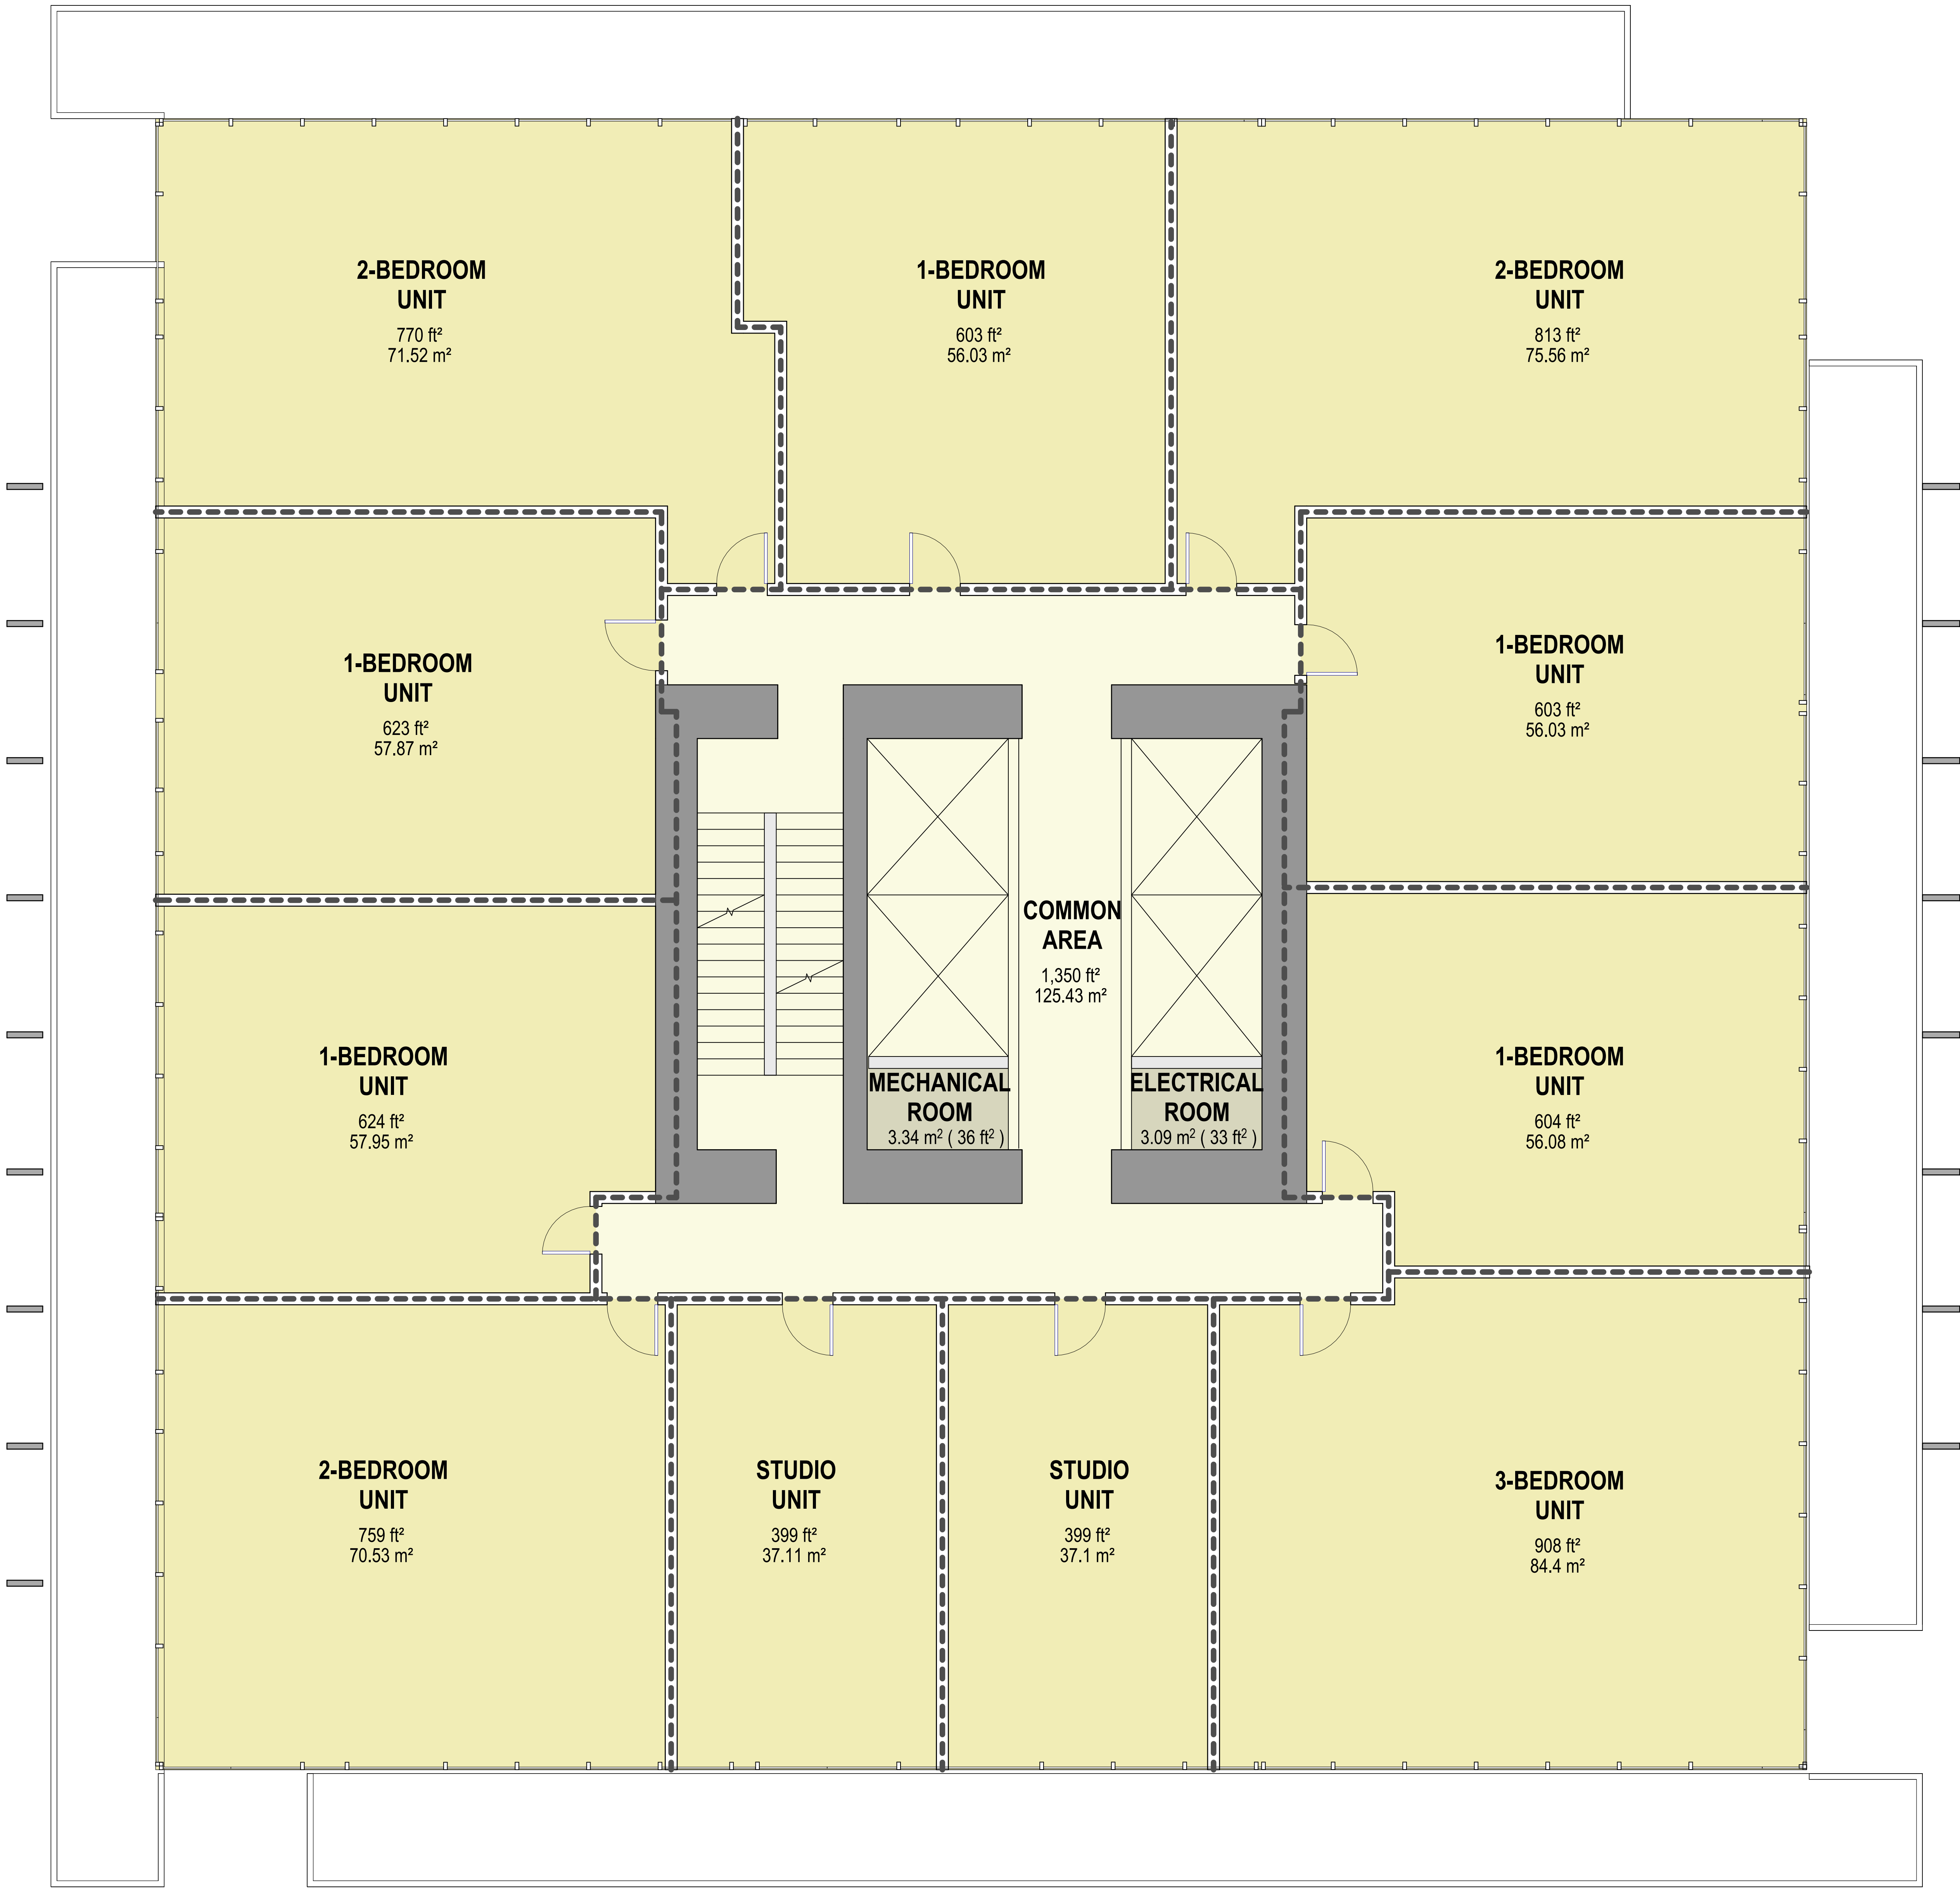 2-BEDROOM
UNIT
770 ft²
71.52 m²
1-BEDROOM
UNIT
603 ft²
56.03 m²
2-BEDROOM
UNIT
813 ft²
75.56 m²
1-BEDROOM
UNIT
623 ft²
57.87 m²
1-BEDROOM
UNIT
603 ft²
56.03 m²
COMMON
AREA
1,350 ft²
125.43 m²
1-BEDROOM
UNIT
624 ft²
57.95 m²
MECHANICAL
ROOM
3.34 m² ( 36 ft² )
ELECTRICAL
ROOM
3.09 m² ( 33 ft² )
1-BEDROOM
UNIT
604 ft²
56.08 m²
2-BEDROOM
UNIT
759 ft²
70.53 m²
STUDIO
UNIT
399 ft²
37.11 m²
STUDIO
UNIT
399 ft²
37.1 m²
3-BEDROOM
UNIT
908 ft²
84.4 m²